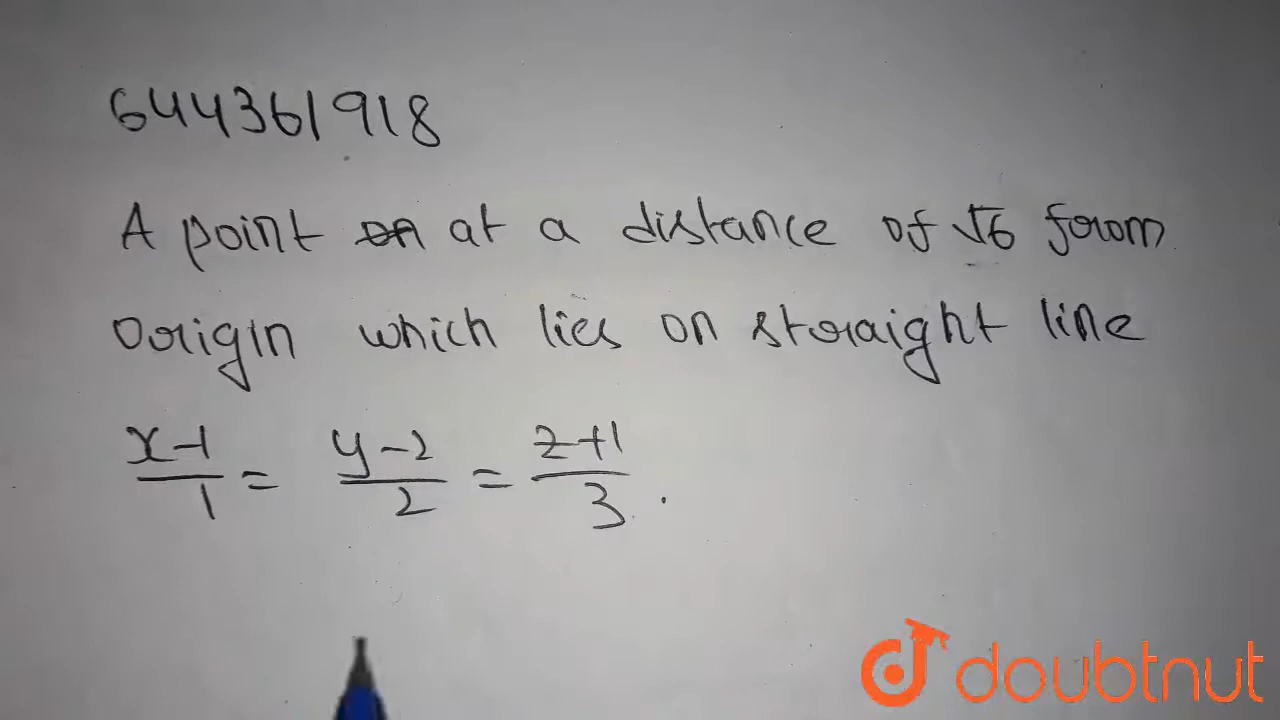 644361918
A point on at a distance of √6 from
origin which lies on straight line
x-1/1 = y-2/2 = z+1/3.
doubtnut